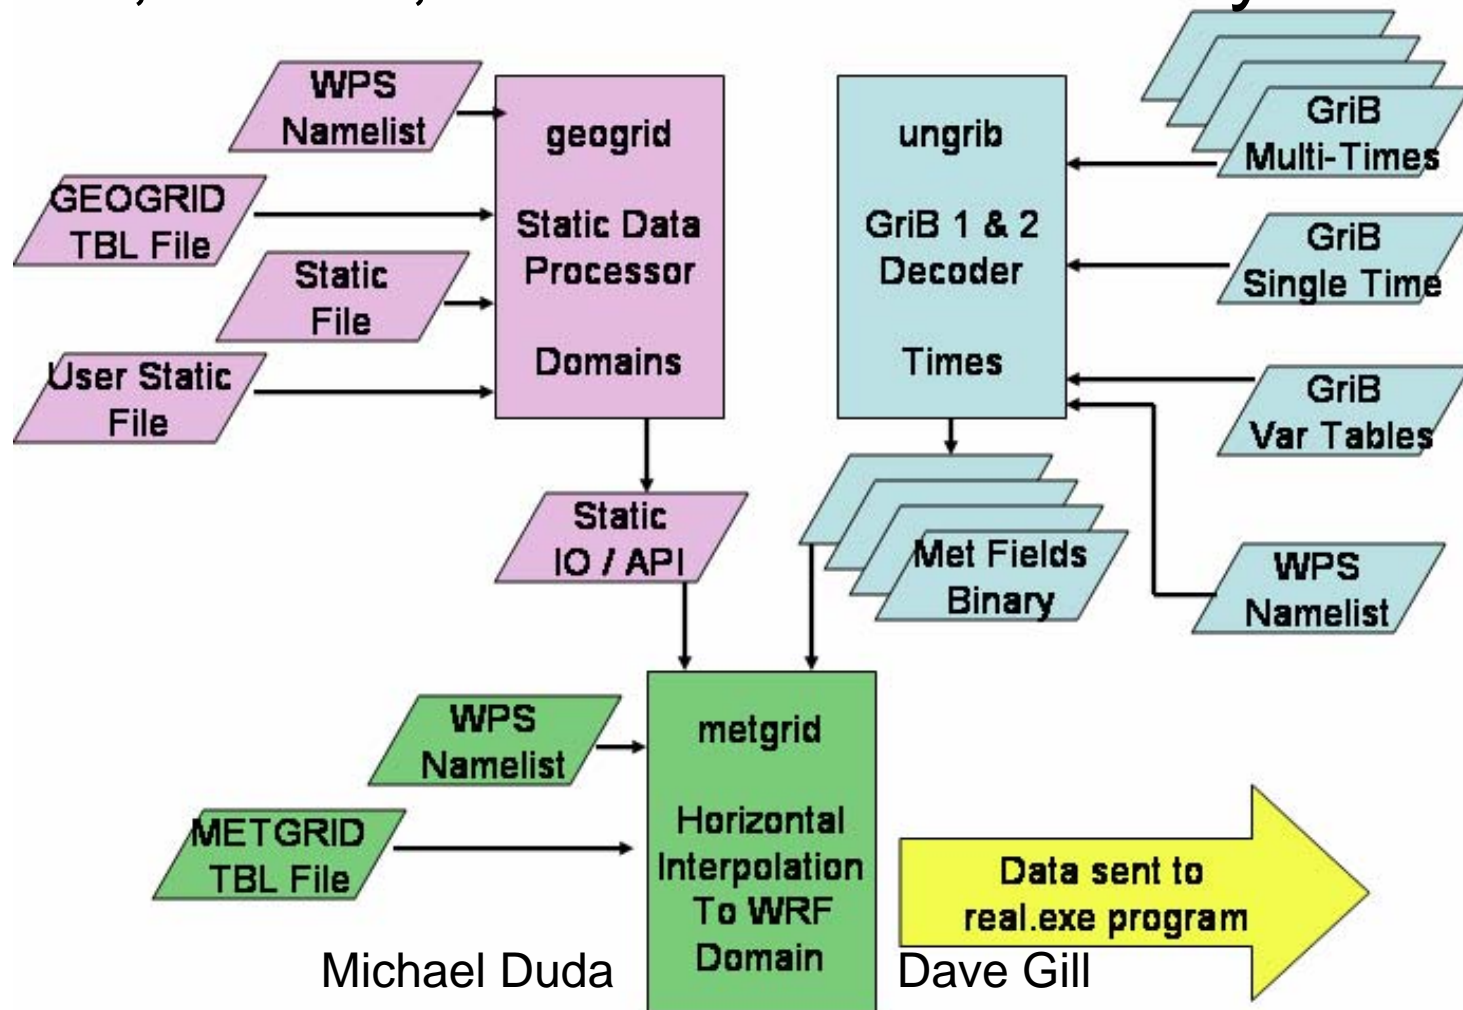 WPS
Namelist
GEOGRID
TBL File
Static
File
User Static
File
geogrid
Static Data
Processor
Domains
ungrib
GriB 1 & 2
Decoder
Times
GriB
Multi-Times
GriB
Single Time
GriB
Var Tables
WPS
Namelist
Static
IO / API
Met Fields
Binary
WPS
Namelist
METGRID
TBL File
metgrid
Horizontal
Interpolation
To WRF
Domain
Data sent to
real.exe program
Michael Duda
Dave Gill